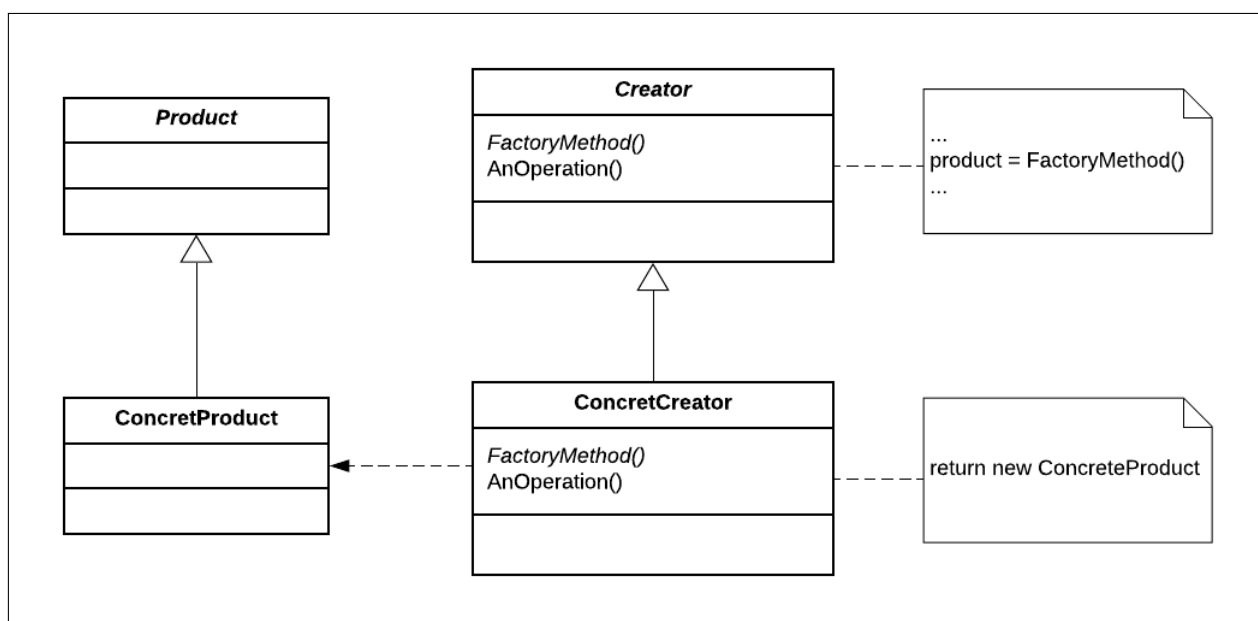 Product
Creator
FactoryMethod()
AnOperation()
...
product = FactoryMethod()
...
ConcretProduct
ConcretCreator
FactoryMethod()
AnOperation()
return new ConcreteProduct